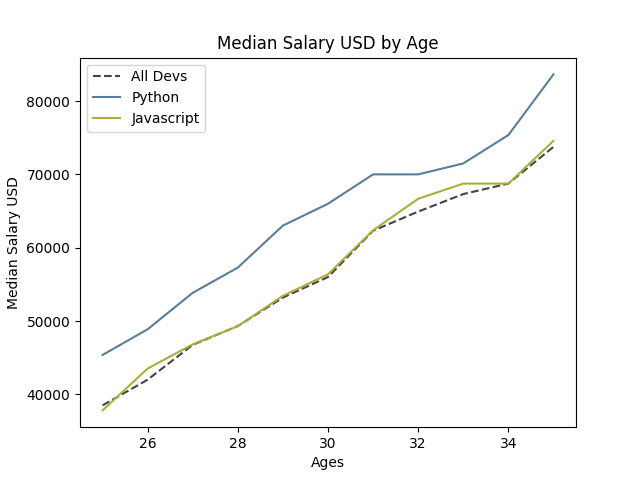 Median Salary USD by Age
All Devs
Python
Javascript
Median Salary USD
80000
70000
60000
50000
40000
26 28 30 32 34
Ages